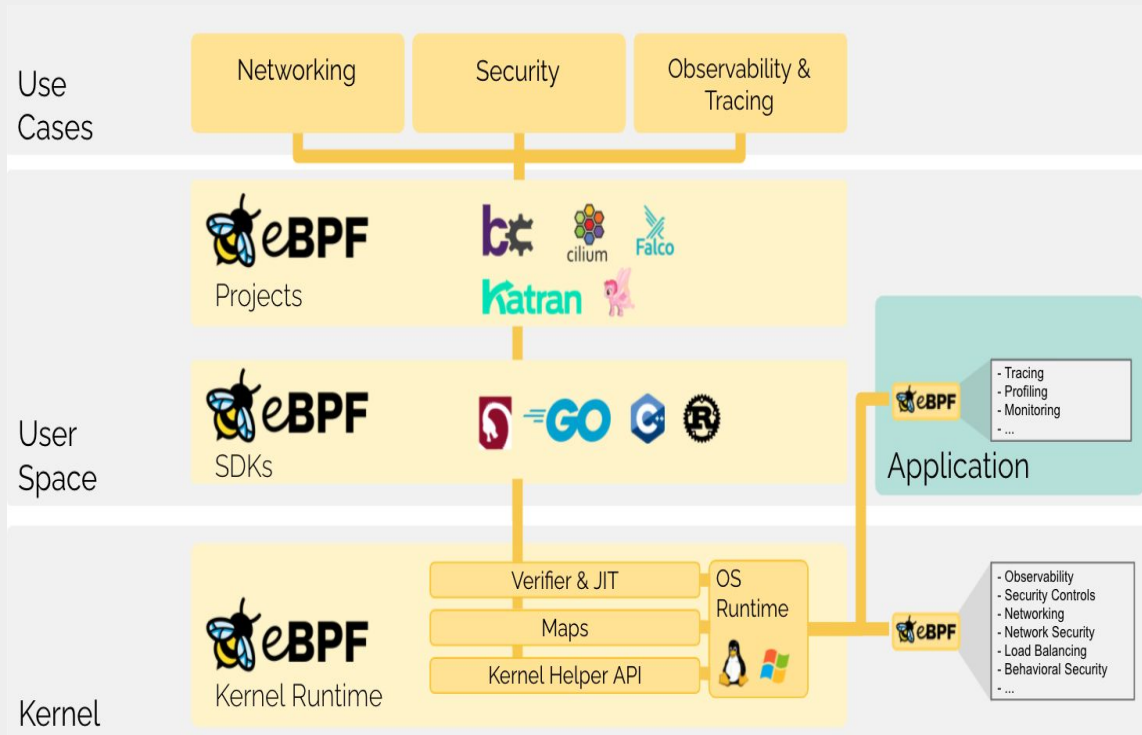 Use
Cases
Networking
Security
Observability &
Tracing
User
Space
eBPF
Projects
bc
cilium
Falco
Katran
eBPF
SDKs
GO
C++
R
Application
eBPF
- Tracing
- Profiling
- Monitoring
- ...
Kernel
eBPF
Kernel Runtime
Verifier & JIT
Maps
Kernel Helper API
OS
Runtime
eBPF
- Observability
- Security Controls
- Networking
- Network Security
- Load Balancing
- Behavioral Security
- ...